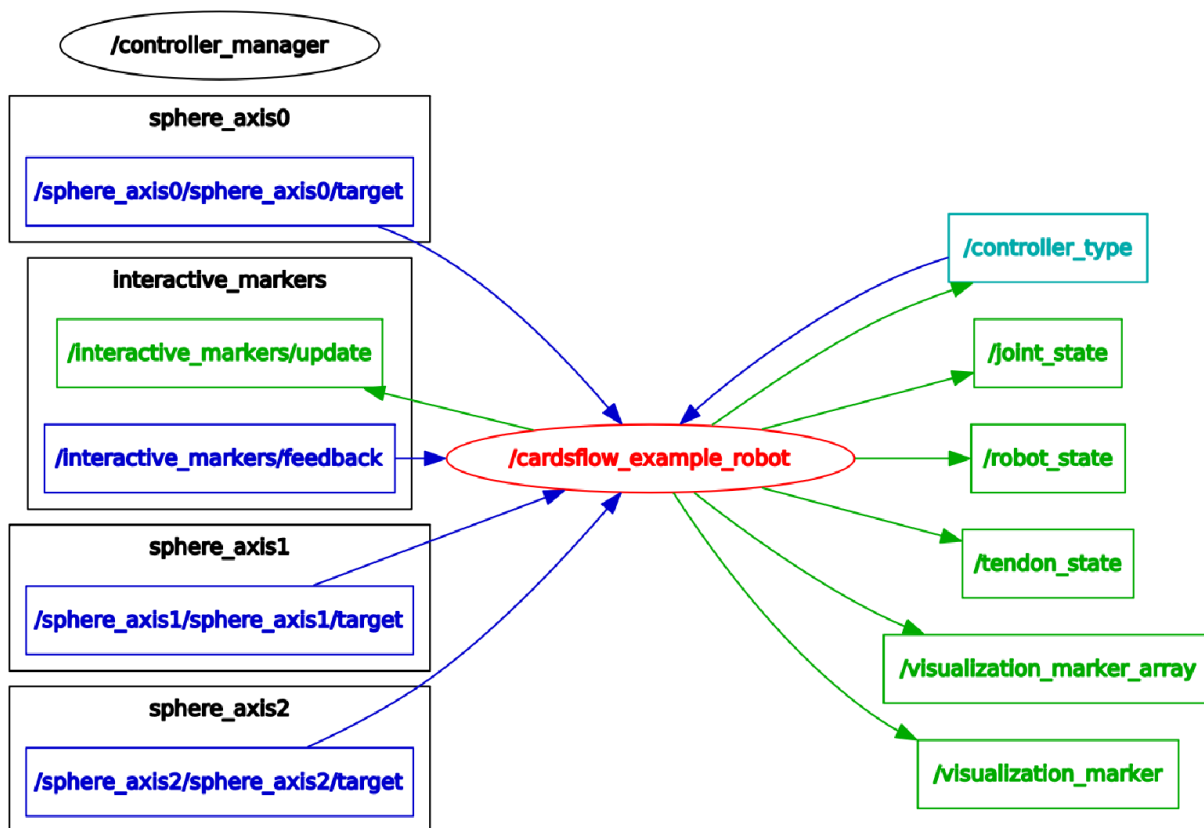 /controller_manager
sphere_axis0
/sphere_axis0/sphere_axis0/target
interactive_markers
/interactive_markers/update
/interactive_markers/feedback
sphere_axis1
/sphere_axis1/sphere_axis1/target
sphere_axis2
/sphere_axis2/sphere_axis2/target
/cardsflow_example_robot
/controller_type
/joint_state
/robot_state
/tendon_state
/visualization_marker_array
/visualization_marker